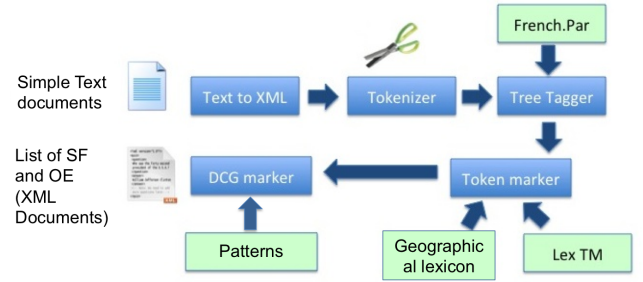 French.Par
Simple Text
documents
Text to XML
Tokenizer
Tree Tagger
List of SF
and OE
(XML
Documents)
DCG marker
Token marker
XML
Patterns
Geographic
al lexicon
Lex TM